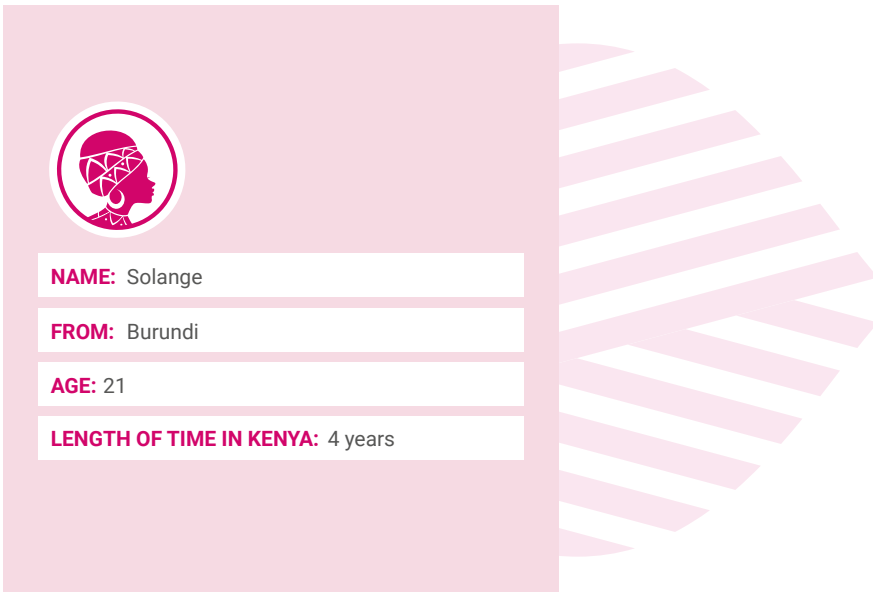 NAME: Solange
FROM: Burundi
AGE: 21
LENGTH OF TIME IN KENYA: 4 years